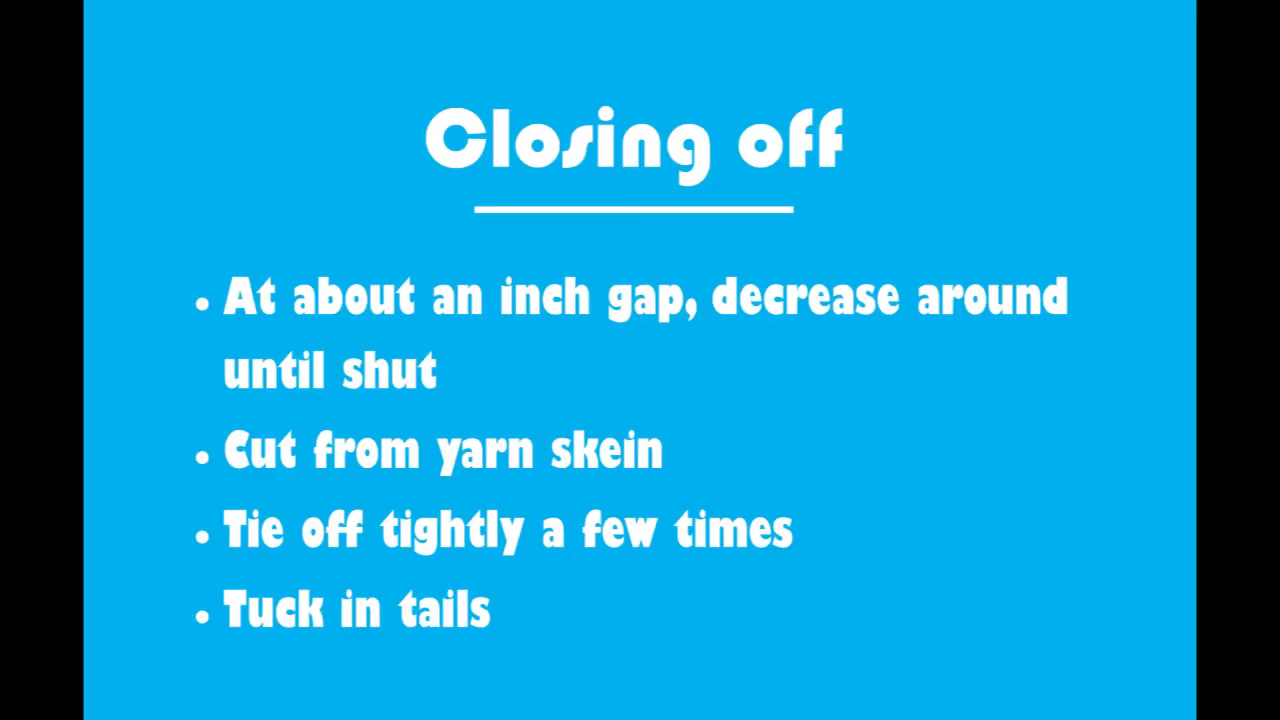 Closing off
• At about an inch gap, decrease around
until shut
• Cut from yarn skein
• Tie off tightly a few times
• Tuck in tails